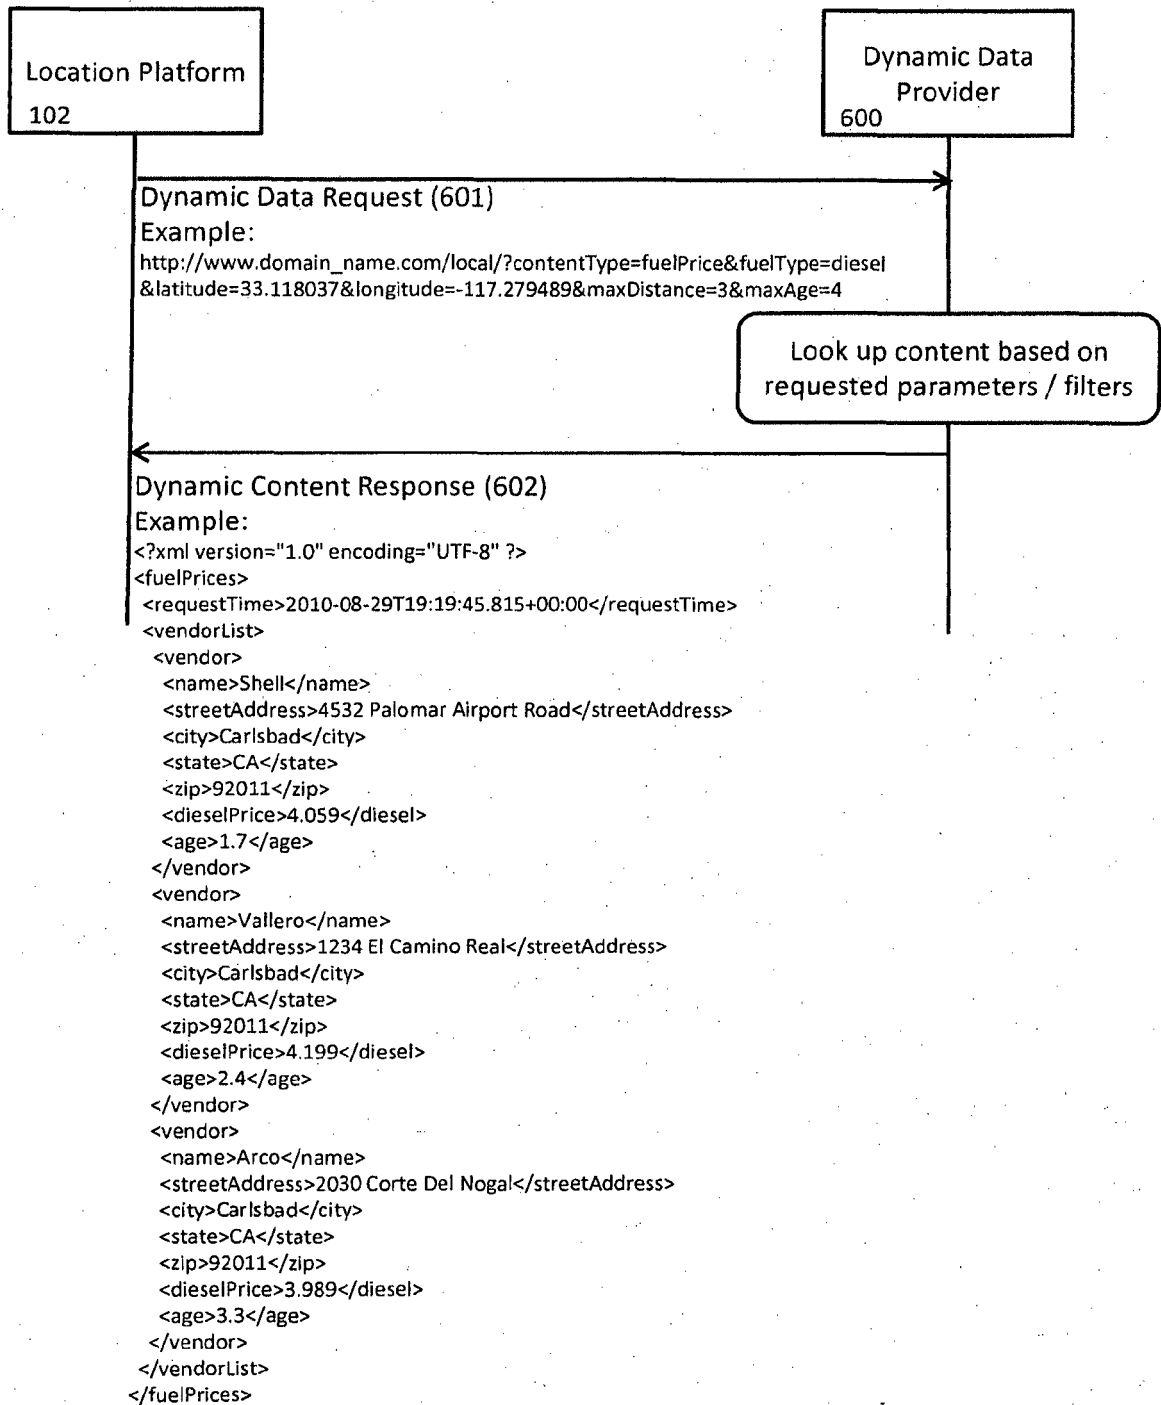 Location Platform
102
Dynamic Data
Provider
600
Dynamic Data Request (601)
Example:
http://www.domain_name.com/local/?contentType=fuelPrice&fuelType=diesel
&latitude=33.118037&longitude=-117.279489&maxDistance=3&maxAge=4
Look up content based on
requested parameters / filters
Dynamic Content Response (602)
Example:
<?xml version="1.0" encoding="UTF-8" ?>
<fuelPrices>
<requestTime>2010-08-29T19:19:45.815+00:00</requestTime>
<vendorList>
<vendor>
<name>Shell</name>
<streetAddress>4532 Palomar Airport Road</streetAddress>
<city>Carlsbad</city>
<state>CA</state>
<zip>92011</zip>
<dieselPrice>4.059</diesel>
<age>1.7</age>
</vendor>
<vendor>
<name>Vallero</name>
<streetAddress>1234 El Camino Real</streetAddress>
<city>Carlsbad</city>
<state>CA</state>
<zip>92011</zip>
<dieselPrice>4.199</diesel>
<age>2.4</age>
</vendor>
<vendor>
<name>Arco</name>
<streetAddress>2030 Corte Del Nogal</streetAddress>
<city>Carlsbad</city>
<state>CA</state>
<zip>92011</zip>
<dieselPrice>3.989</diesel>
<age>3.3</age>
</vendor>
</vendorList>
</fuelPrices>